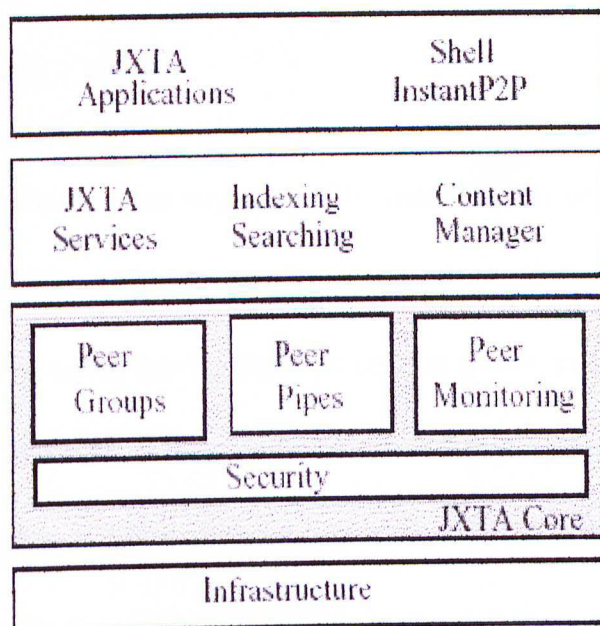 JXTA
Applications
Shell
InstantP2P
JXTA
Services
Indexing
Searching
Content
Manager
Peer
Groups
Peer
Pipes
Peer
Monitoring
Security
JXTA Core
Infrastructure